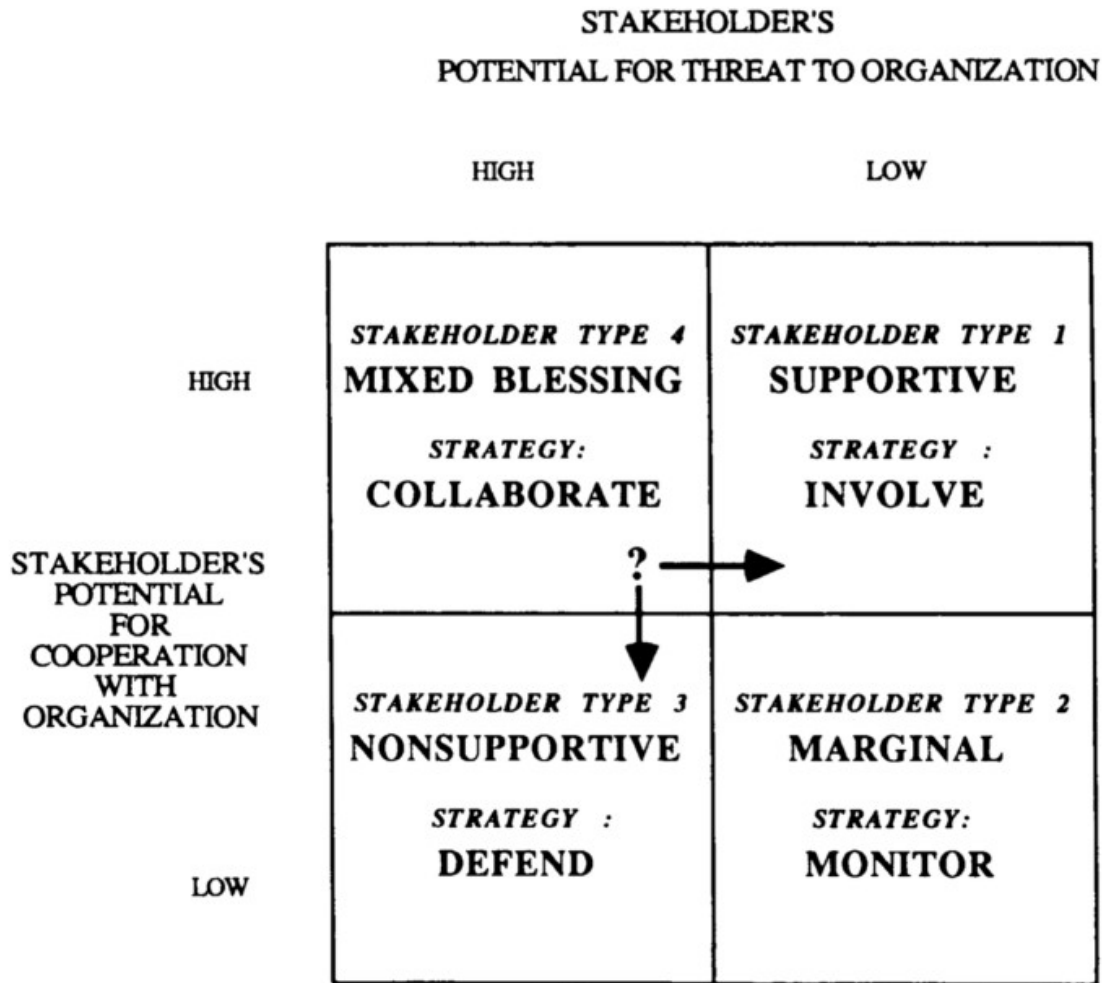 STAKEHOLDER'S
POTENTIAL FOR THREAT TO ORGANIZATION
HIGH
LOW
HIGH
STAKEHOLDER'S
POTENTIAL
FOR
COOPERATION
WITH
ORGANIZATION
LOW
STAKEHOLDER TYPE 4
MIXED BLESSING
STRATEGY:
COLLABORATE
?
STAKEHOLDER TYPE 1
SUPPORTIVE
STRATEGY :
INVOLVE
STAKEHOLDER TYPE 3
NONSUPPORTIVE
STRATEGY :
DEFEND
STAKEHOLDER TYPE 2
MARGINAL
STRATEGY:
MONITOR